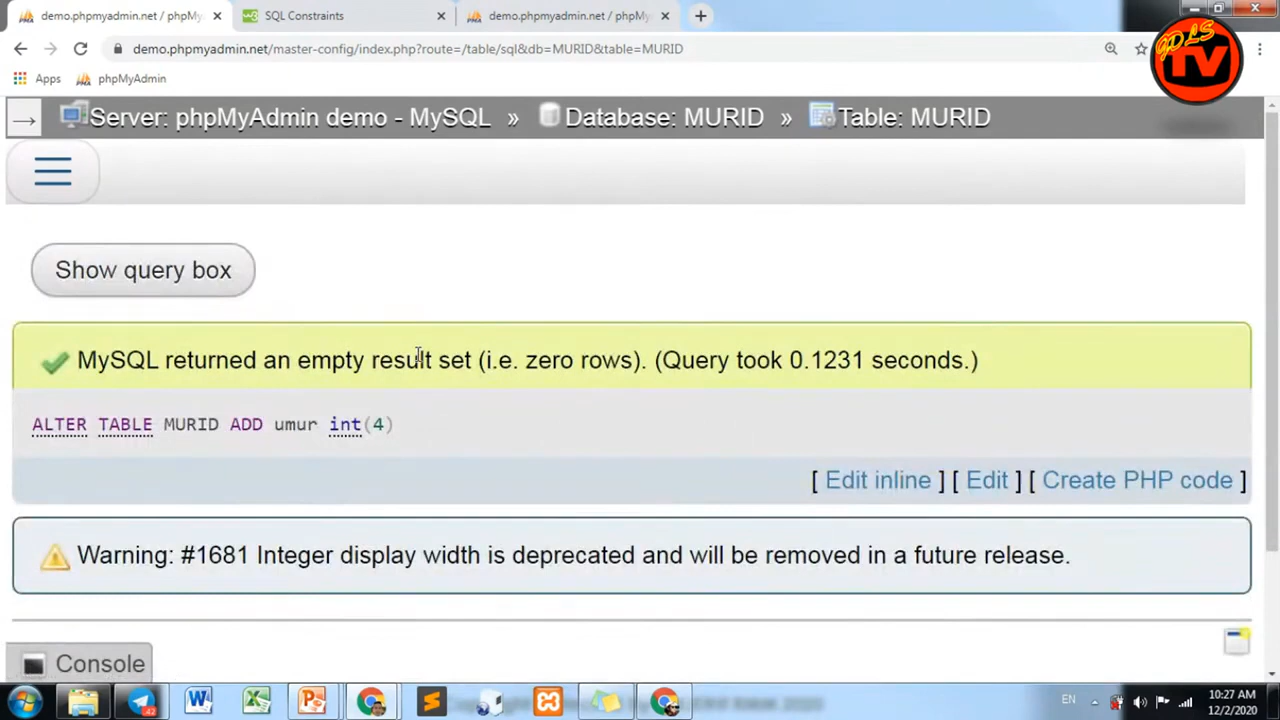 demo.phpmyadmin.net / phpMy
SQL Constraints
demo.phpmyadmin.net / phpMy
demo.phpmyadmin.net/master-config/index.php?route=/table/sql&db=MURID&table=MURID
Apps
phpMyAdmin
GDLS
TV
Server: phpMyAdmin demo - MySQL » Database: MURID » Table: MURID
Show query box
MySQL returned an empty result set (i.e. zero rows). (Query took 0.1231 seconds.)
ALTER TABLE MURID ADD umur int(4)
[ Edit inline ] [ Edit ] [ Create PHP code ]
Warning: #1681 Integer display width is deprecated and will be removed in a future release.
Console
EN
10:27 AM
12/2/2020